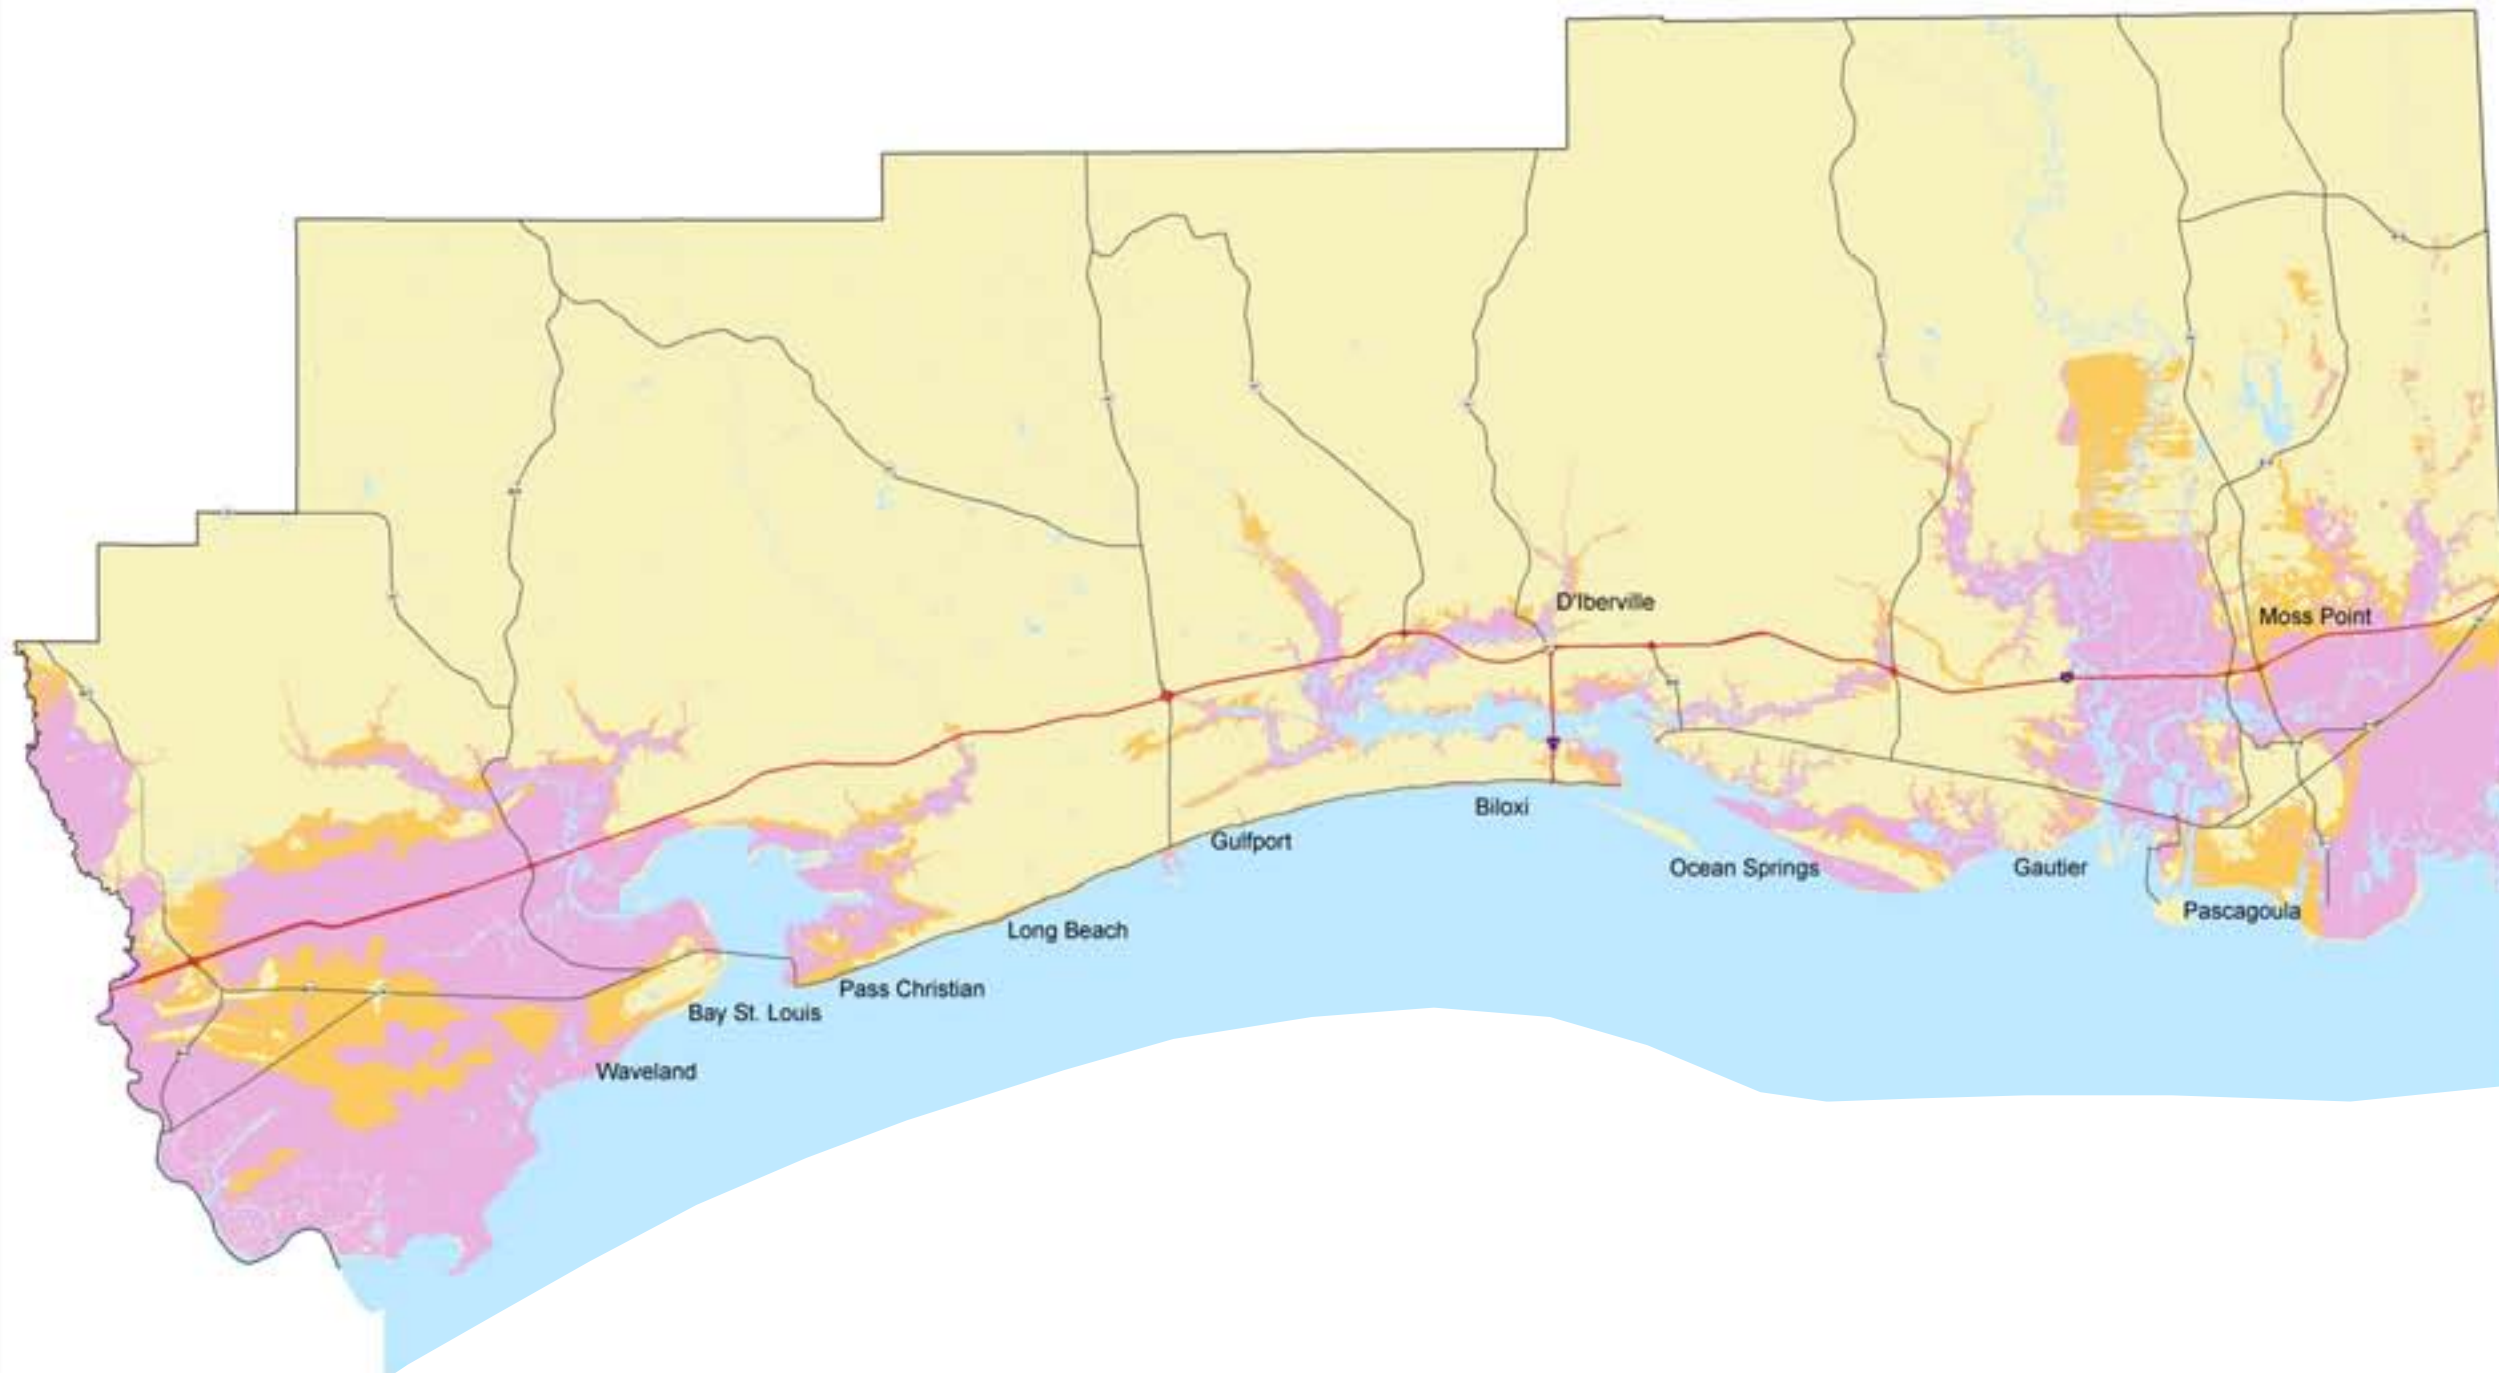 D'Iberville
Moss Point
Biloxi
Gulfport
Ocean Springs
Gautier
Pascagoula
Long Beach
Pass Christian
Bay St. Louis
Waveland